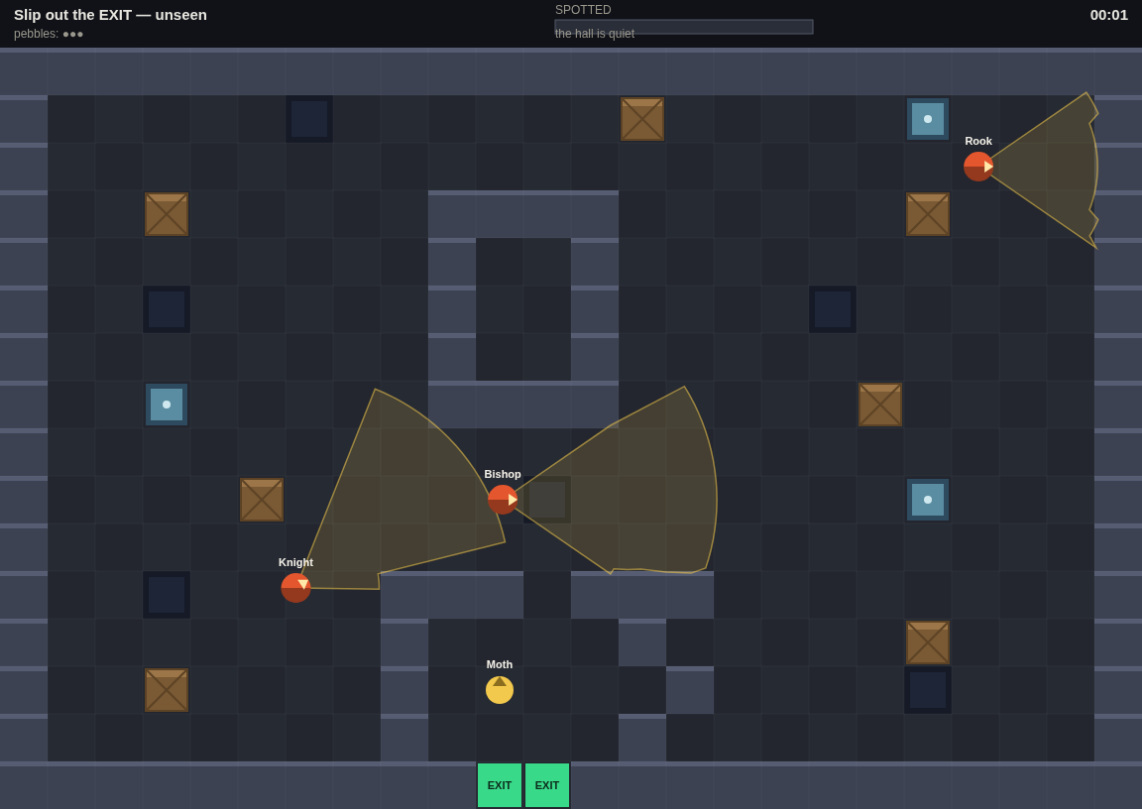 Slip out the EXIT — unseen
SPOTTED
00:01
pebbles: ●●●
the hall is quiet
Rook
Bishop
Knight
Moth
EXIT EXIT